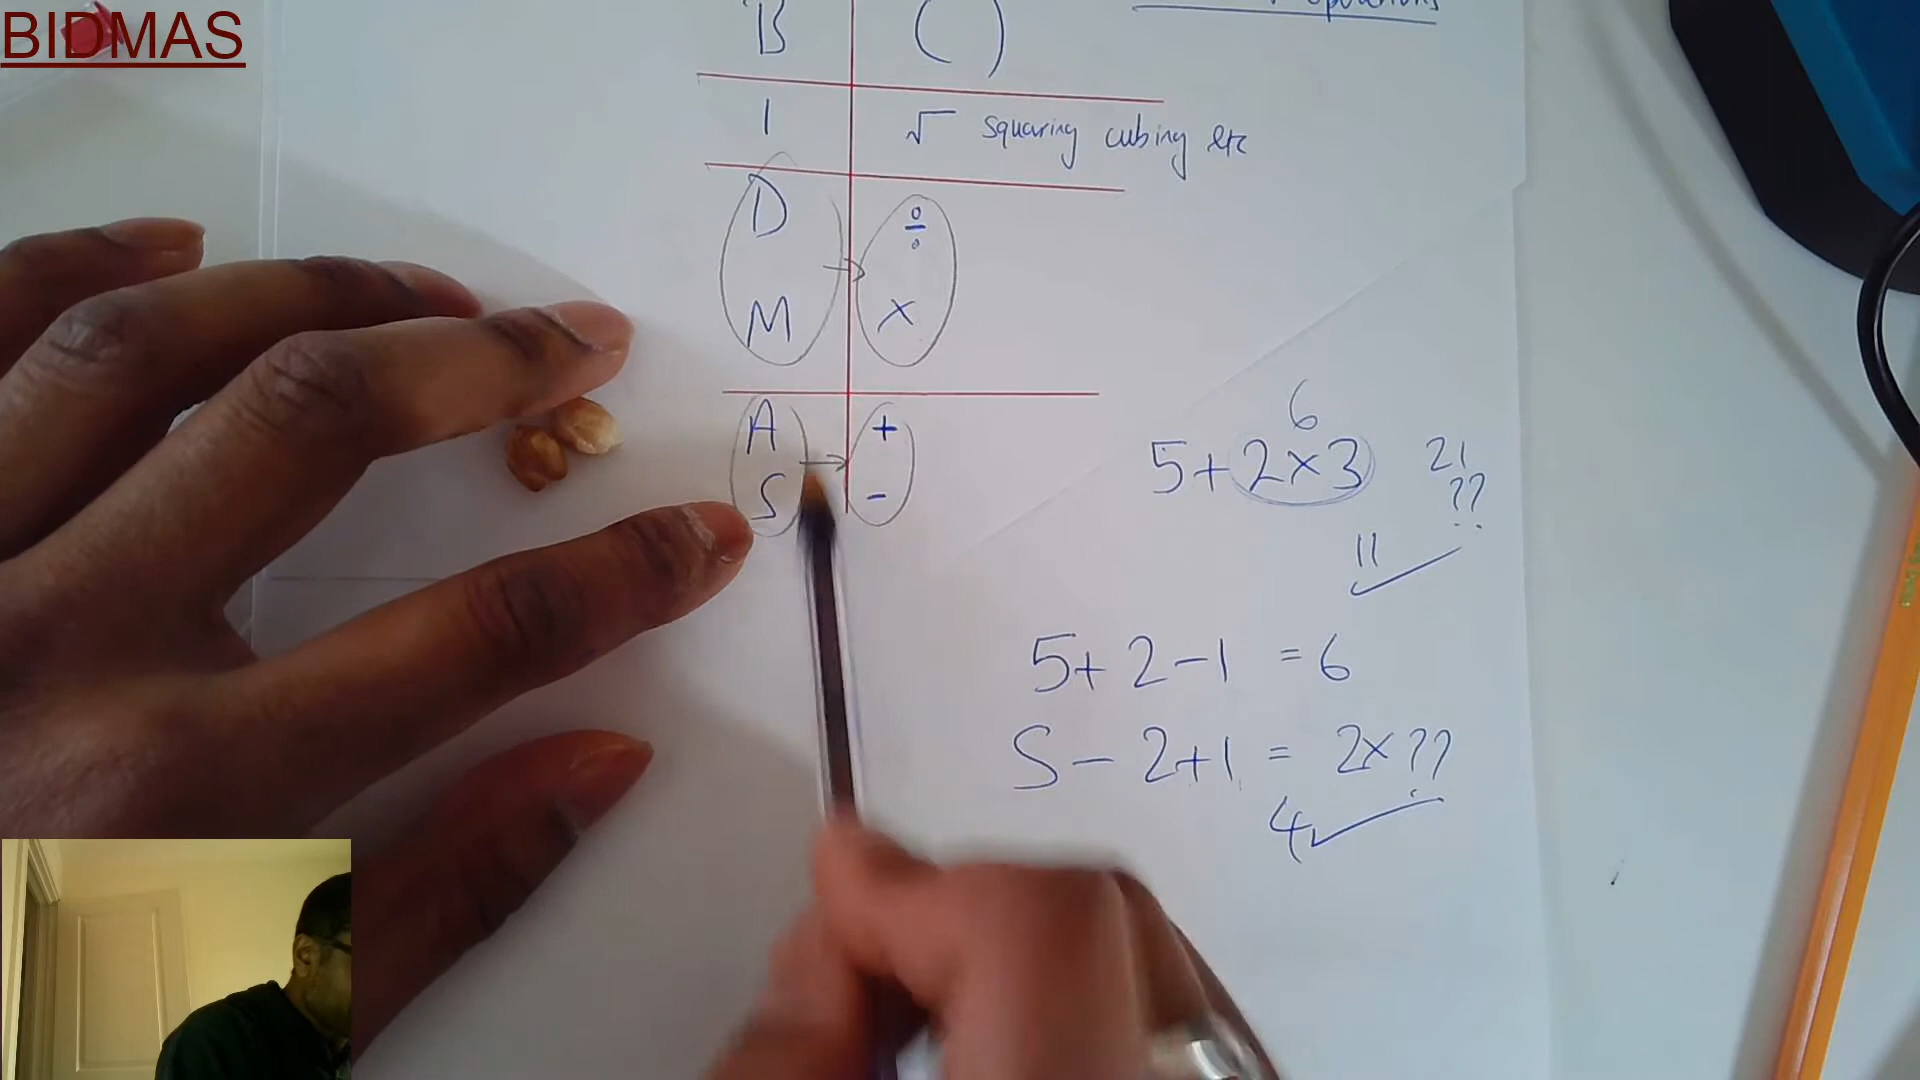 BIDMAS
operations
B ( )
I √ squaring cubing etc
D ÷
M ×
A → +
S -
6
5+2×3 21
??
11 ✓
5+2-1 =6
5-2+1 = 2× ??
4 ✓